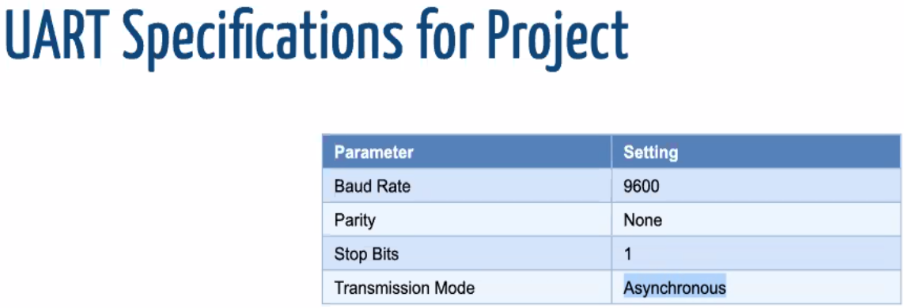 UART Specifications for Project
Parameter Setting
Baud Rate 9600
Parity None
Stop Bits 1
Transmission Mode Asynchronous